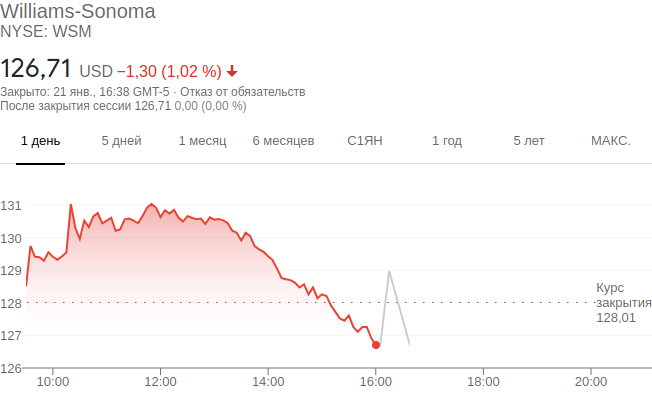 Williams-Sonoma
NYSE: WSM
126,71 USD −1,30 (1,02 %)
Закрыто: 21 янв., 16:38 GMT-5 · Отказ от обязательств
После закрытия сессии 126,71 0,00 (0,00 %)
1 день 5 дней 1 месяц 6 месяцев С1ЯН 1 год 5 лет МАКС.
131
130
129
Курс
128 закрытия
128,01
127
126
10:00 12:00 14:00 16:00 18:00 20:00